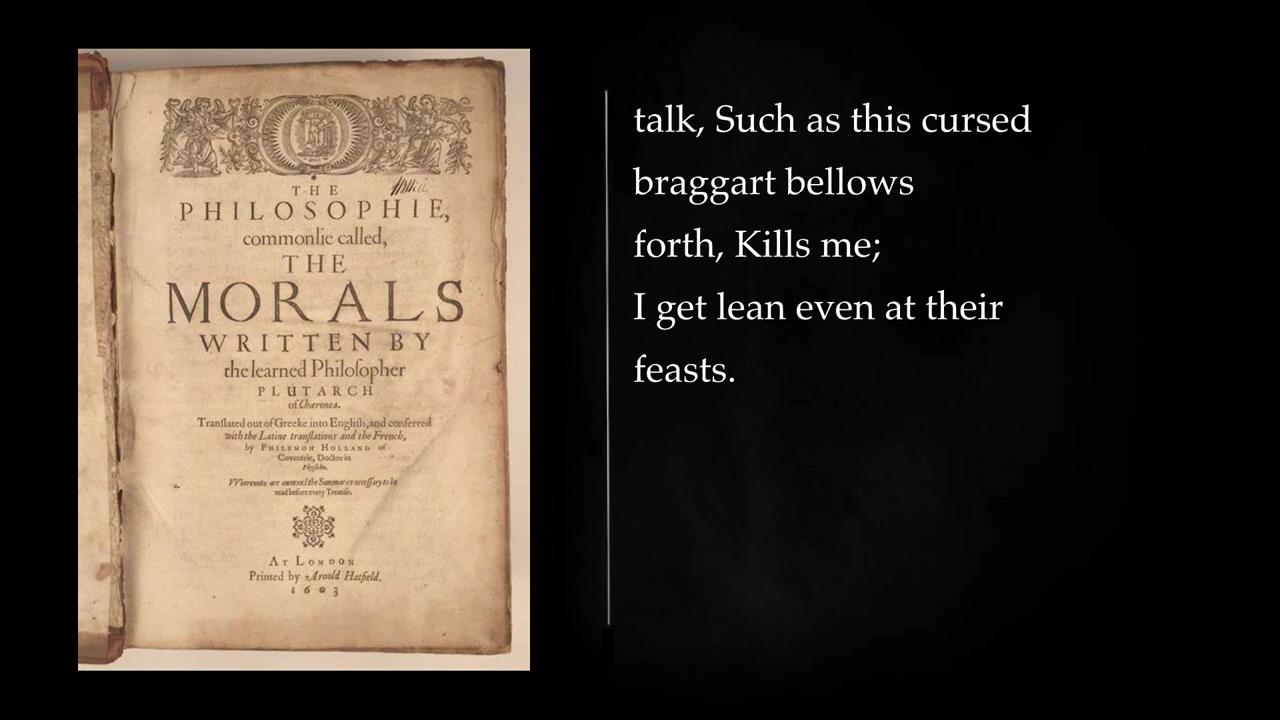 THE
PHILOSOPHIE,
commonlie called,
THE
MORALS
WRITTEN BY
the learned Philoſopher
PLUTARCH
of Chæronea.
Tranſlated out of Greeke into Engliſh, and conferred
with the Latine tranſlations and the French,
by PHILEMON HOLLAND of
Coventrie, Doctor in
Phyſicke.
VVhereunto are annexed the Summaries neceſſary to be
read before every Treatiſe.
AT LONDON
Printed by Arnold Hatfield.
1603
talk, Such as this cursed
braggart bellows
forth, Kills me;
I get lean even at their
feasts.